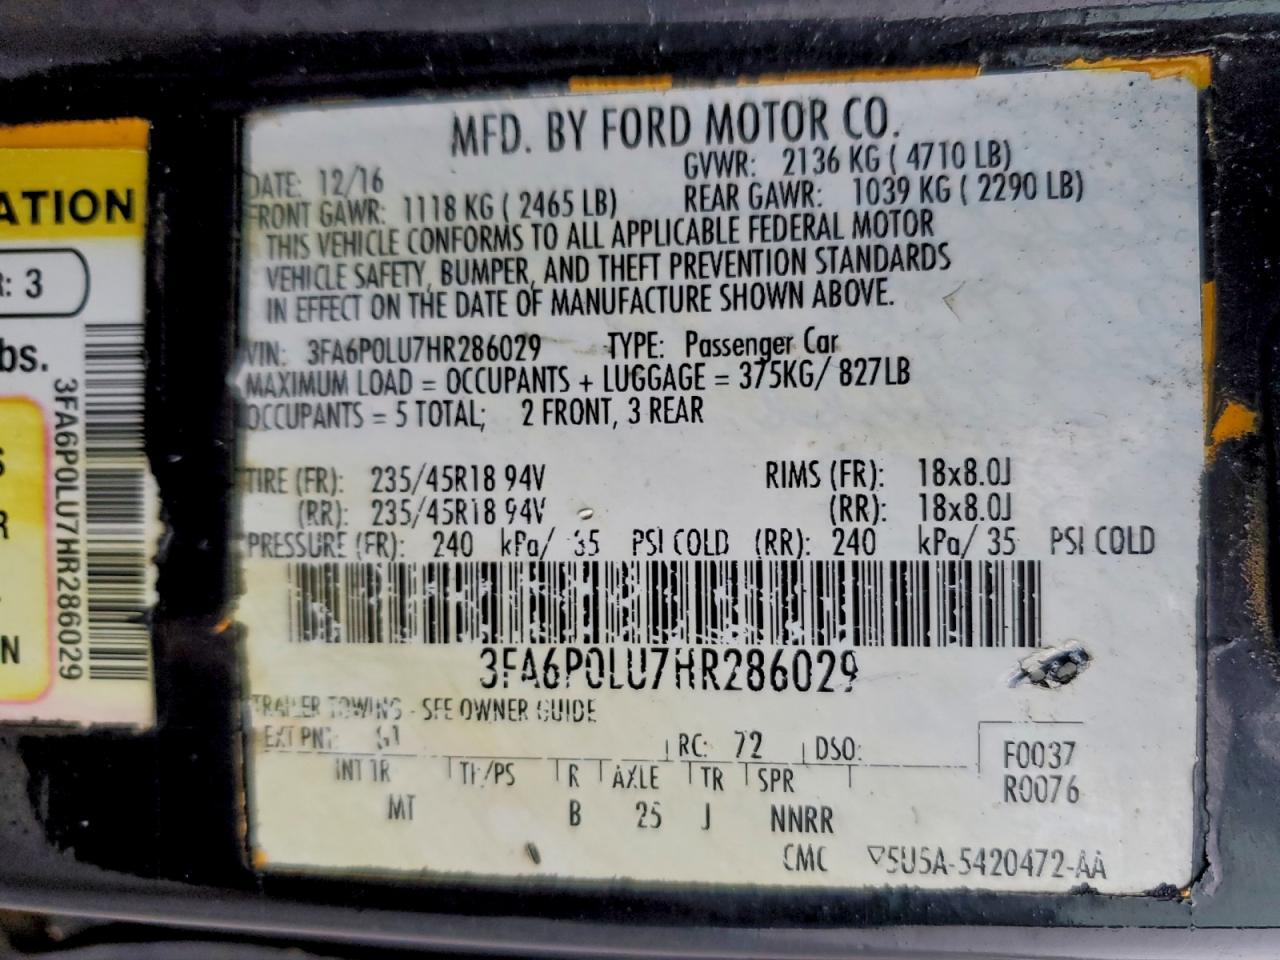 ATION
R: 3
bs.
S
R
N
3FA6P0LU7HR286029
MFD. BY FORD MOTOR CO.
DATE: 12/16 GVWR: 2136 KG ( 4710 LB)
FRONT GAWR: 1118 KG ( 2465 LB) REAR GAWR: 1039 KG ( 2290 LB)
THIS VEHICLE CONFORMS TO ALL APPLICABLE FEDERAL MOTOR
VEHICLE SAFETY, BUMPER, AND THEFT PREVENTION STANDARDS
IN EFFECT ON THE DATE OF MANUFACTURE SHOWN ABOVE.
VIN: 3FA6P0LU7HR286029 TYPE: Passenger Car
MAXIMUM LOAD = OCCUPANTS + LUGGAGE = 375KG/ 827LB
OCCUPANTS = 5 TOTAL; 2 FRONT, 3 REAR
TIRE (FR): 235/45R18 94V RIMS (FR): 18x8.0J
(RR): 235/45R18 94V (RR): 18x8.0J
PRESSURE (FR): 240 kPa/ 35 PSI COLD (RR): 240 kPa/ 35 PSI COLD
3FA6P0LU7HR286029
TRAILER TOWING - SEE OWNER GUIDE
EXT PNT: RC: 72 DSO: F0037
INT TR TP/PS R AXLE TR SPR R0076
MT B 25 J NNRR
CMC ▽5U5A-5420472-AA